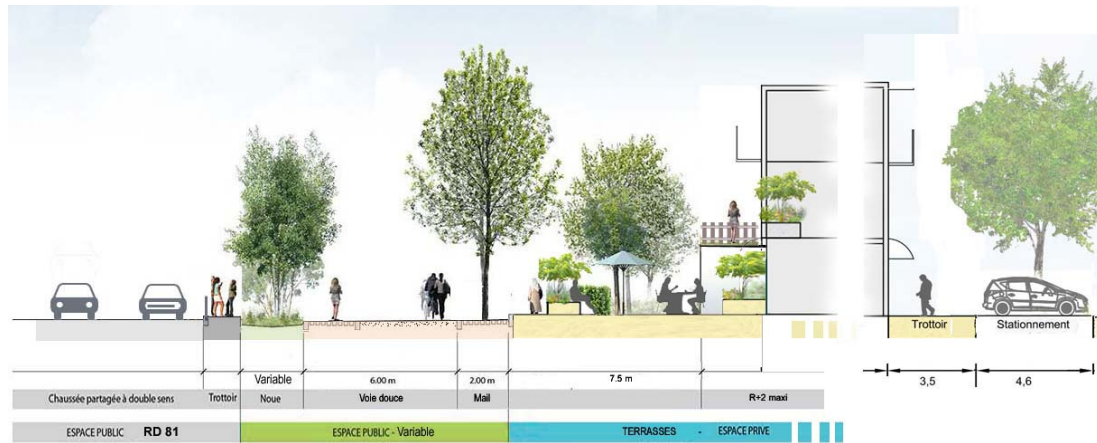 Trottoir Stationnement
Variable 6.00 m 2.00 m 7.5 m 3,5 4,6
Chaussée partagée à double sens Trottoir Noue Voie douce Mail R+2 maxi
ESPACE PUBLIC RD 81 ESPACE PUBLIC - Variable TERRASSES - ESPACE PRIVE